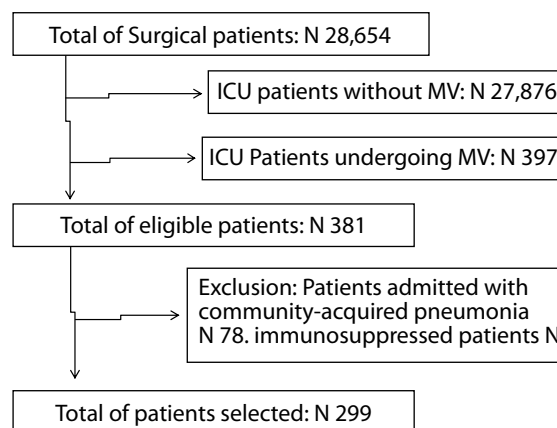 Total of Surgical patients: N 28,654
ICU patients without MV: N 27,876
ICU Patients undergoing MV: N 397
Total of eligible patients: N 381
Exclusion: Patients admitted with
community-acquired pneumonia
N 78. immunosuppressed patients N
Total of patients selected: N 299